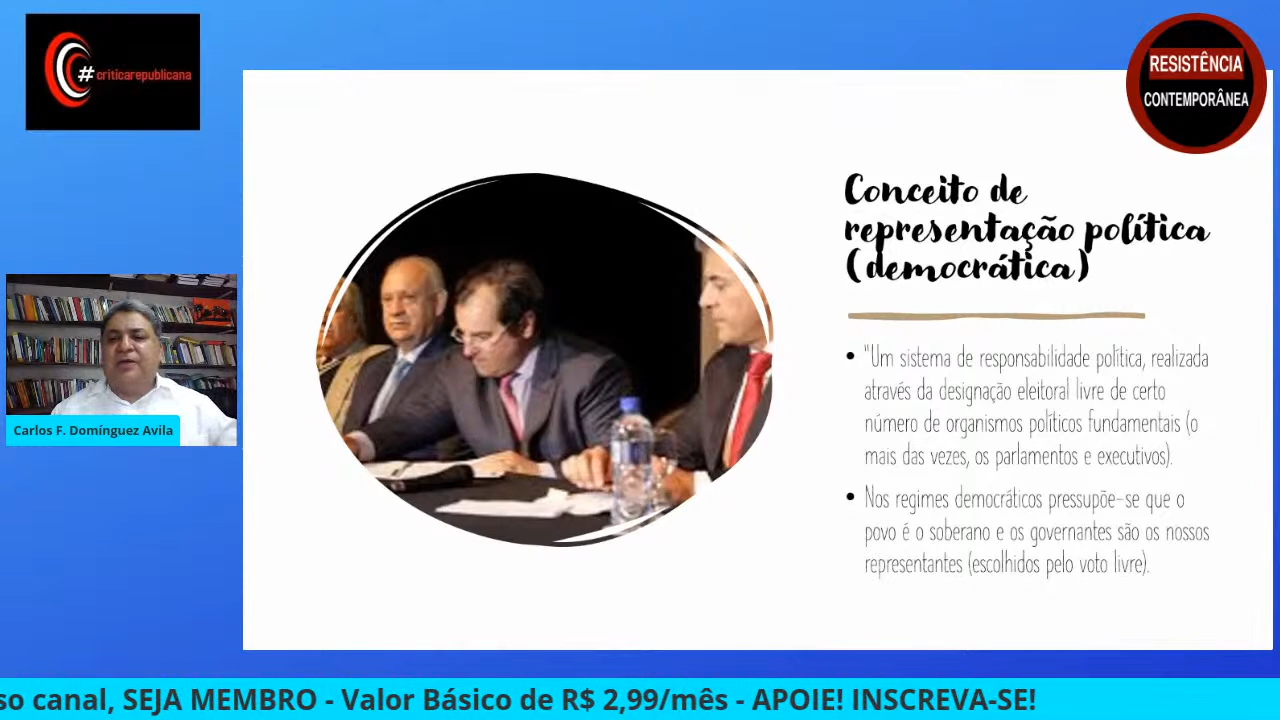 #criticarepublicana
RESISTÊNCIA
CONTEMPORÂNEA
Conceito de
representação política
(democrática)
• "Um sistema de responsabilidade política, realizada
através da designação eleitoral livre de certo
número de organismos políticos fundamentais (o
mais das vezes, os parlamentos e executivos).
• Nos regimes democráticos pressupõe-se que o
povo é o soberano e os governantes são os nossos
representantes (escolhidos pelo voto livre).
Carlos F. Domínguez Avila
so canal, SEJA MEMBRO - Valor Básico de R$ 2,99/mês - APOIE! INSCREVA-SE!